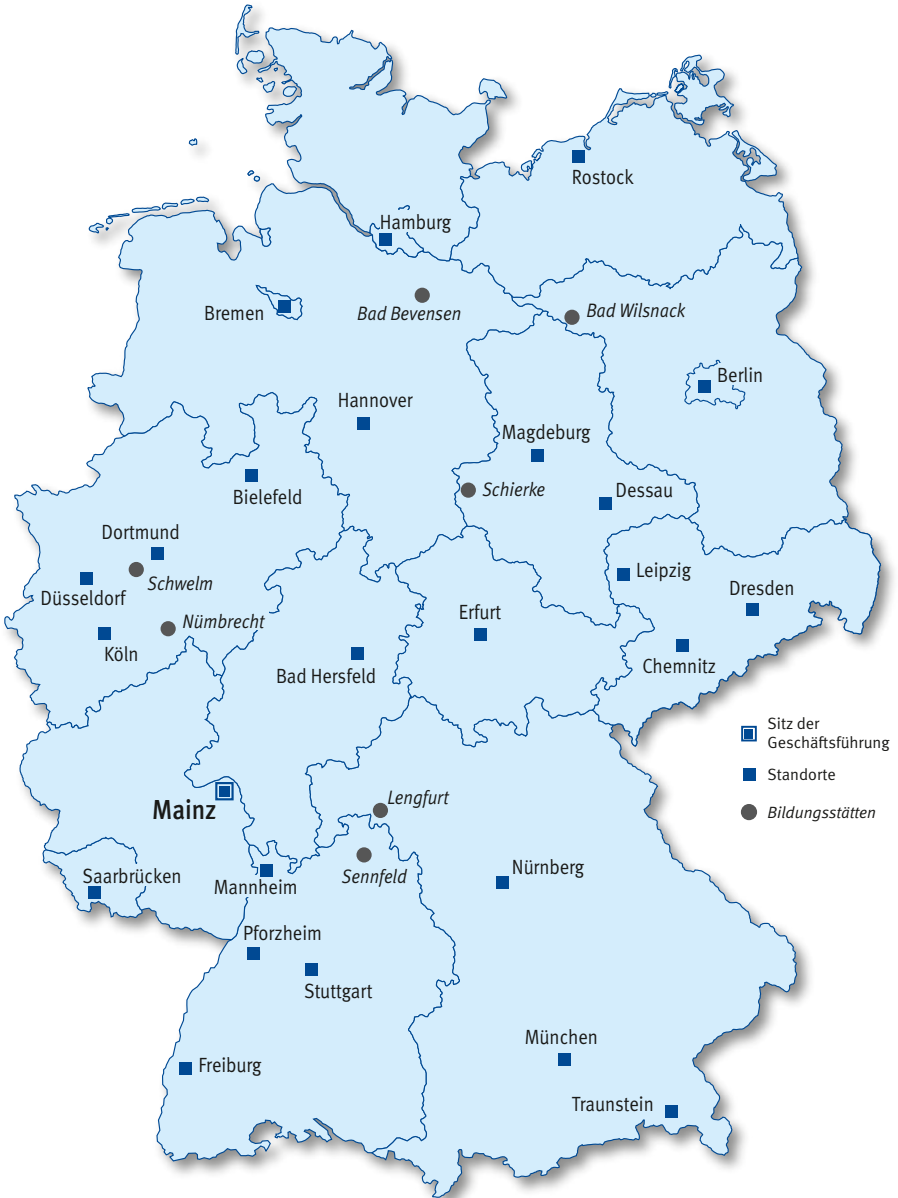 Rostock
Hamburg
Bad Bevensen
Bad Wilsnack
Bremen
Berlin
Hannover
Magdeburg
Bielefeld
Schierke
Dessau
Dortmund
Schwelm
Düsseldorf
Leipzig
Dresden
Nümbrecht
Erfurt
Köln
Bad Hersfeld
Chemnitz
Sitz der
Geschäftsführung
Standorte
Bildungsstätten
Mainz
Lengfurt
Saarbrücken
Mannheim
Sennfeld
Nürnberg
Pforzheim
Stuttgart
München
Freiburg
Traunstein